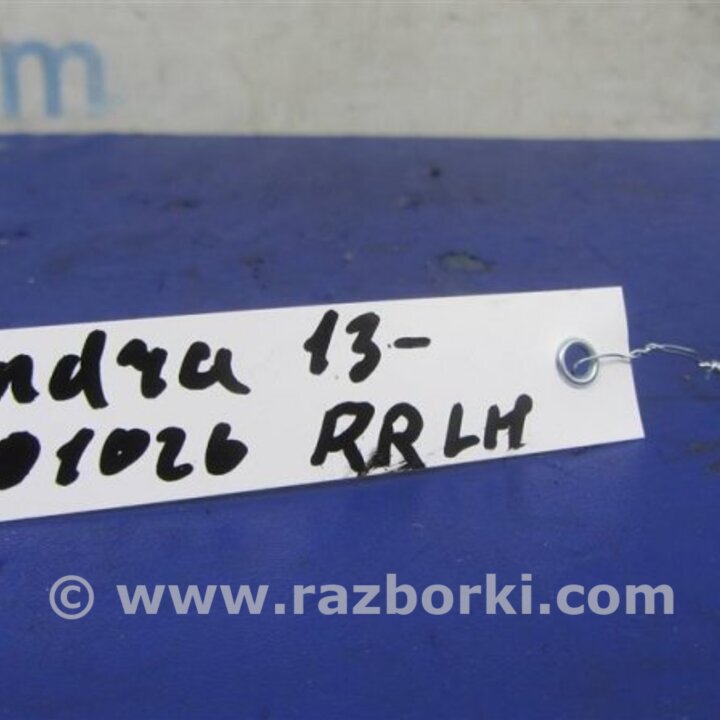 m
ndra 13-
01026 RR LH
© www.razborki.com